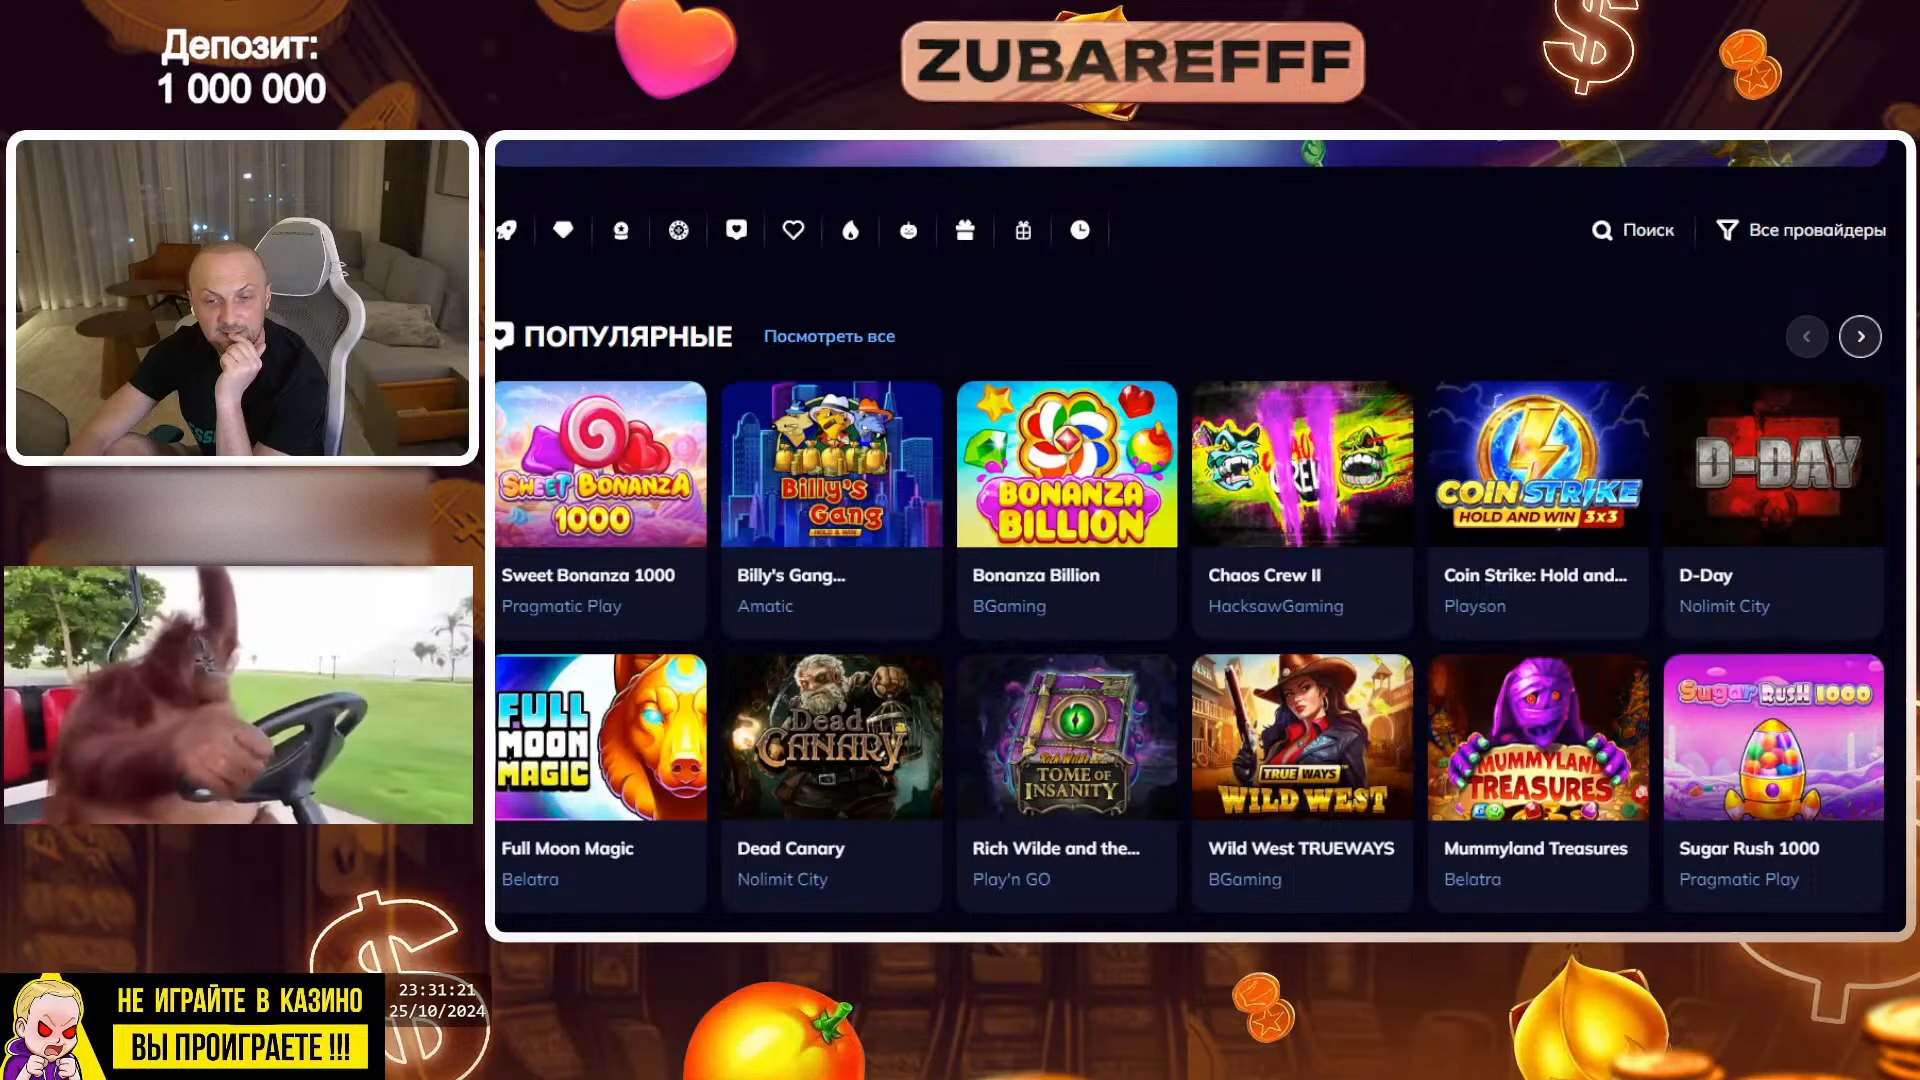 Депозит:
1 000 000
ZUBAREFFF
Поиск
Все провайдеры
ПОПУЛЯРНЫЕ
Посмотреть все
SWEET BONANZA
1000
Billy's
Gang
HOLD & WIN
BONANZA
BILLION
COIN STRIKE
HOLD AND WIN 3x3
D-DAY
Sweet Bonanza 1000
Pragmatic Play
Billy's Gang...
Amatic
Bonanza Billion
BGaming
Chaos Crew II
HacksawGaming
Coin Strike: Hold and...
Playson
D-Day
Nolimit City
FULL
MOON
MAGIC
Dead
CANARY
RICH WILDE
TOME OF
INSANITY
TRUE WAYS
WILD WEST
MUMMYLAND
TREASURES
Sugar RUSH 1000
Full Moon Magic
Belatra
Dead Canary
Nolimit City
Rich Wilde and the...
Play'n GO
Wild West TRUEWAYS
BGaming
Mummyland Treasures
Belatra
Sugar Rush 1000
Pragmatic Play
НЕ ИГРАЙТЕ В КАЗИНО
ВЫ ПРОИГРАЕТЕ !!!
23:31:21
25/10/2024